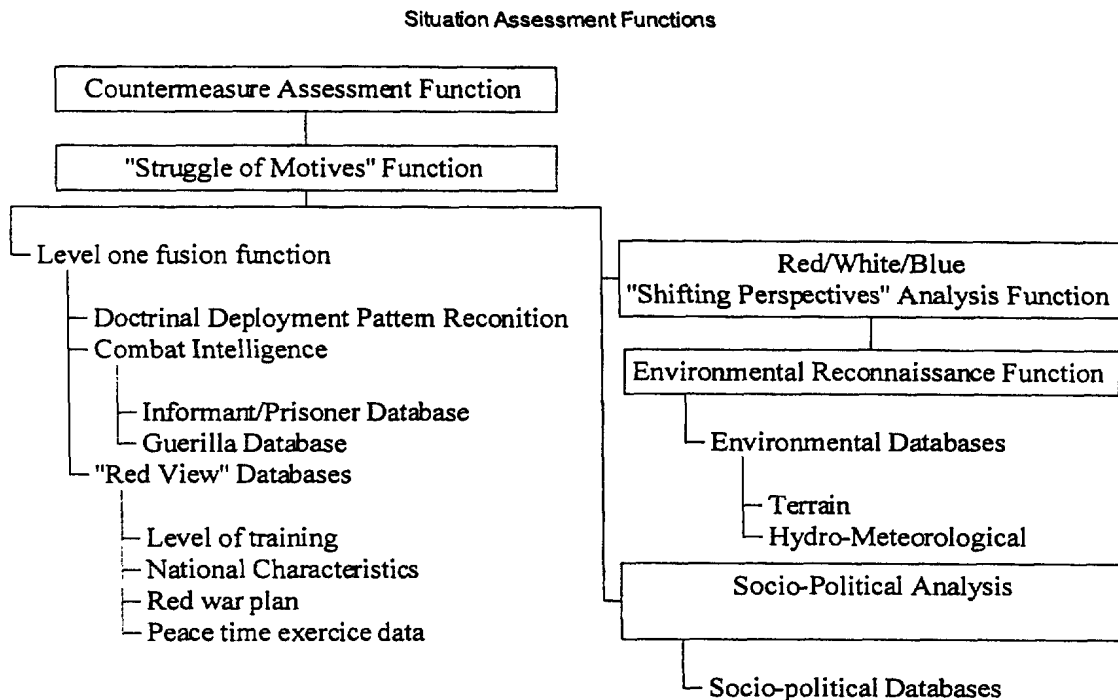 Situation Assessment Functions
Countermeasure Assessment Function
"Struggle of Motives" Function
Level one fusion function
Doctrinal Deployment Pattem Reconition
Combat Intelligence
Informant/Prisoner Database
Guerilla Database
"Red View" Databases
Level of training
National Characteristics
Red war plan
Peace time exercice data
Red/White/Blue
"Shifting Perspectives" Analysis Function
Environmental Reconnaissance Function
Environmental Databases
Terrain
Hydro-Meteorological
Socio-Political Analysis
Socio-political Databases